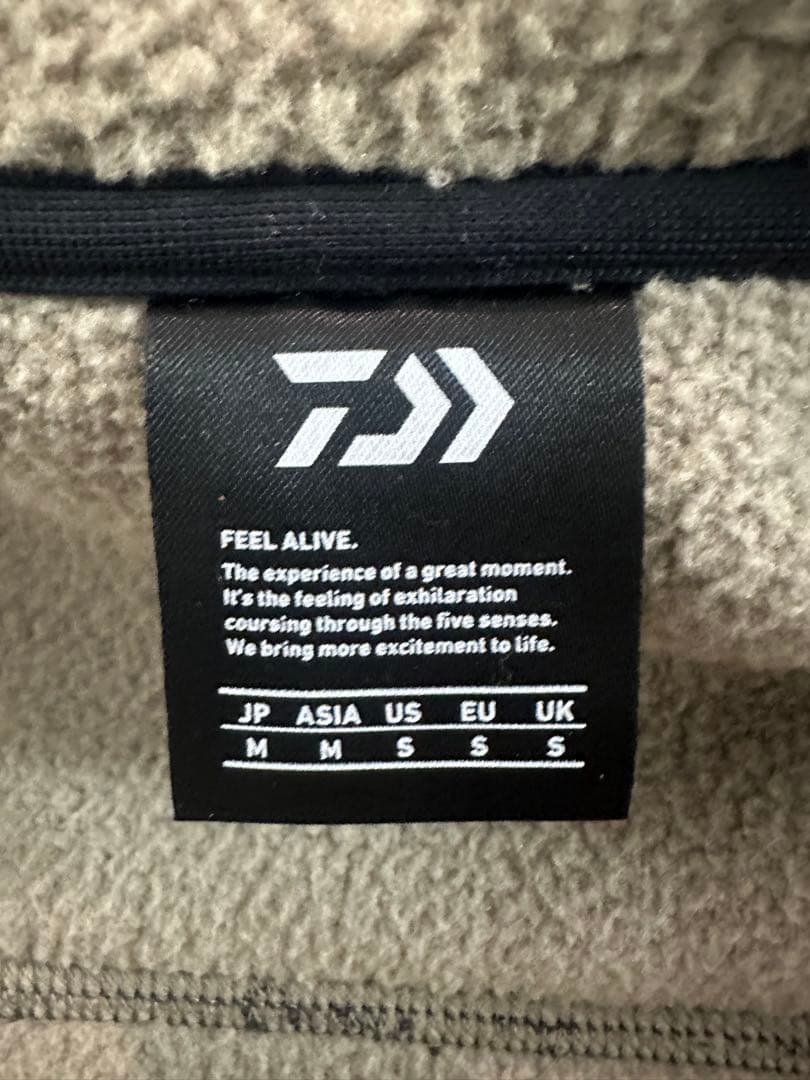 FEEL ALIVE.
The experience of a great moment.
It's the feeling of exhilaration
coursing through the five senses.
We bring more excitement to life.
JP ASIA US EU UK
M M S S S